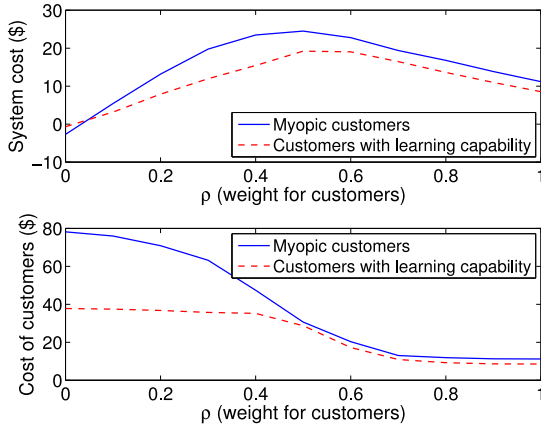 System cost ($)
30
20
10
0
−10
Myopic customers
Customers with learning capability
0
0.2
0.4
0.6
0.8
1
ρ (weight for customers)
Cost of customers ($)
80
60
40
20
0
Myopic customers
Customers with learning capability
0
0.2
0.4
0.6
0.8
1
ρ (weight for customers)